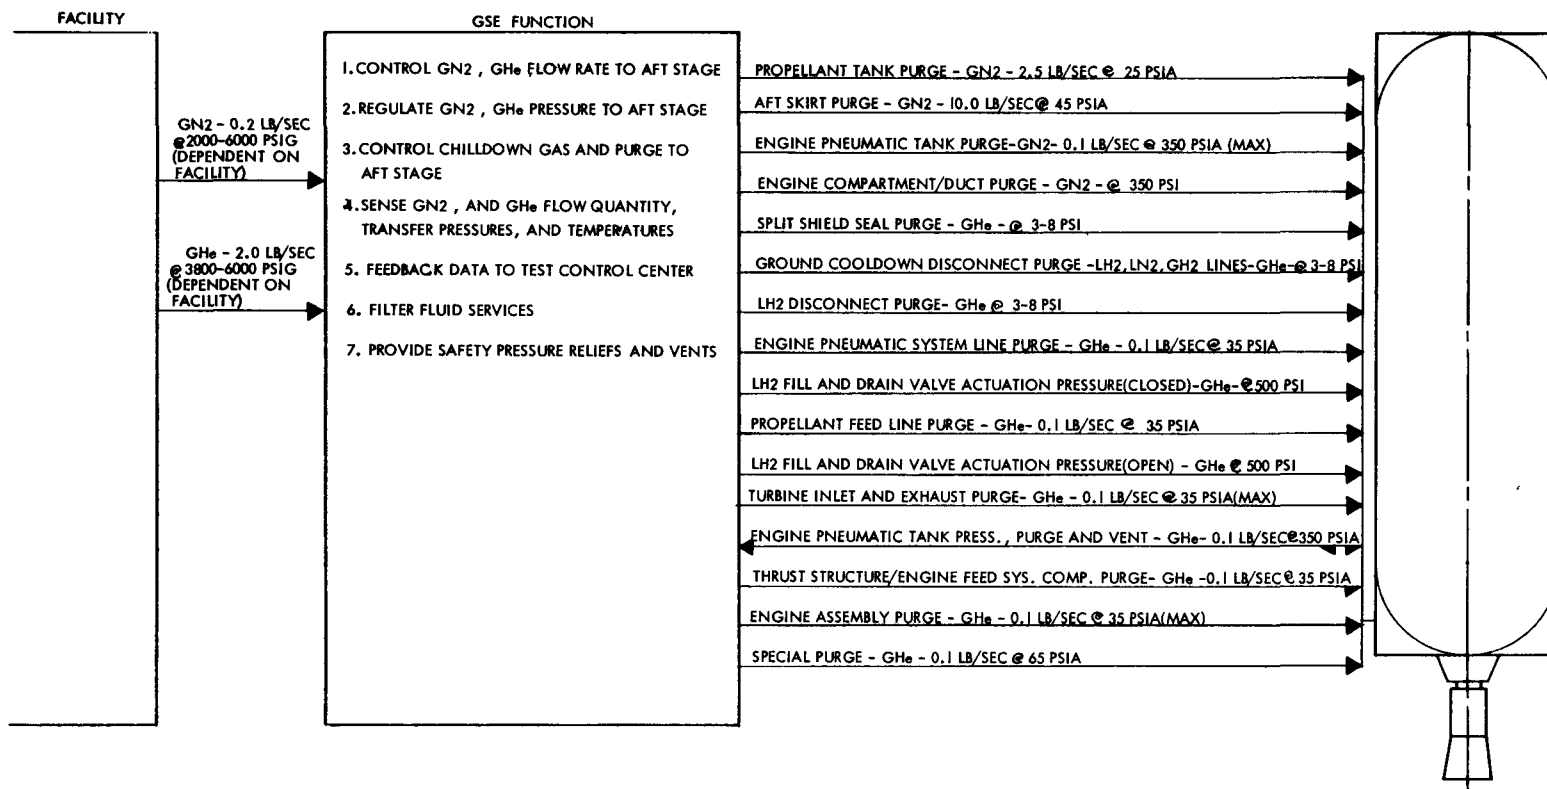 FACILITY
GSE FUNCTION
GN2 - 0.2 LB/SEC
@2000-6000 PSIG
(DEPENDENT ON
FACILITY)
GHe - 2.0 LB/SEC
@3800-6000 PSIG
(DEPENDENT ON
FACILITY)
1. CONTROL GN2 , GHe FLOW RATE TO AFT STAGE
2. REGULATE GN2 , GHe PRESSURE TO AFT STAGE
3. CONTROL CHILLDOWN GAS AND PURGE TO
AFT STAGE
4. SENSE GN2 , AND GHe FLOW QUANTITY,
TRANSFER PRESSURES, AND TEMPERATURES
5. FEEDBACK DATA TO TEST CONTROL CENTER
6. FILTER FLUID SERVICES
7. PROVIDE SAFETY PRESSURE RELIEFS AND VENTS
PROPELLANT TANK PURGE - GN2 - 2.5 LB/SEC @ 25 PSIA
AFT SKIRT PURGE - GN2 - 10.0 LB/SEC@ 45 PSIA
ENGINE PNEUMATIC TANK PURGE-GN2- 0.1 LB/SEC @ 350 PSIA (MAX)
ENGINE COMPARTMENT/DUCT PURGE - GN2 - @ 350 PSI
SPLIT SHIELD SEAL PURGE - GHe - @ 3-8 PSI
GROUND COOLDOWN DISCONNECT PURGE -LH2, LN2, GH2 LINES-GHe-@ 3-8 PSI
LH2 DISCONNECT PURGE- GHe @ 3-8 PSI
ENGINE PNEUMATIC SYSTEM LINE PURGE - GHe - 0.1 LB/SEC@ 35 PSIA
LH2 FILL AND DRAIN VALVE ACTUATION PRESSURE(CLOSED)-GHe-@500 PSI
PROPELLANT FEED LINE PURGE - GHe- 0.1 LB/SEC @ 35 PSIA
LH2 FILL AND DRAIN VALVE ACTUATION PRESSURE(OPEN) - GHe @ 500 PSI
TURBINE INLET AND EXHAUST PURGE- GHe - 0.1 LB/SEC @ 35 PSIA(MAX)
ENGINE PNEUMATIC TANK PRESS., PURGE AND VENT - GHe- 0.1 LB/SEC@350 PSIA
THRUST STRUCTURE/ENGINE FEED SYS. COMP. PURGE- GHe -0.1 LB/SEC@ 35 PSIA
ENGINE ASSEMBLY PURGE - GHe - 0.1 LB/SEC @ 35 PSIA(MAX)
SPECIAL PURGE - GHe - 0.1 LB/SEC @ 65 PSIA